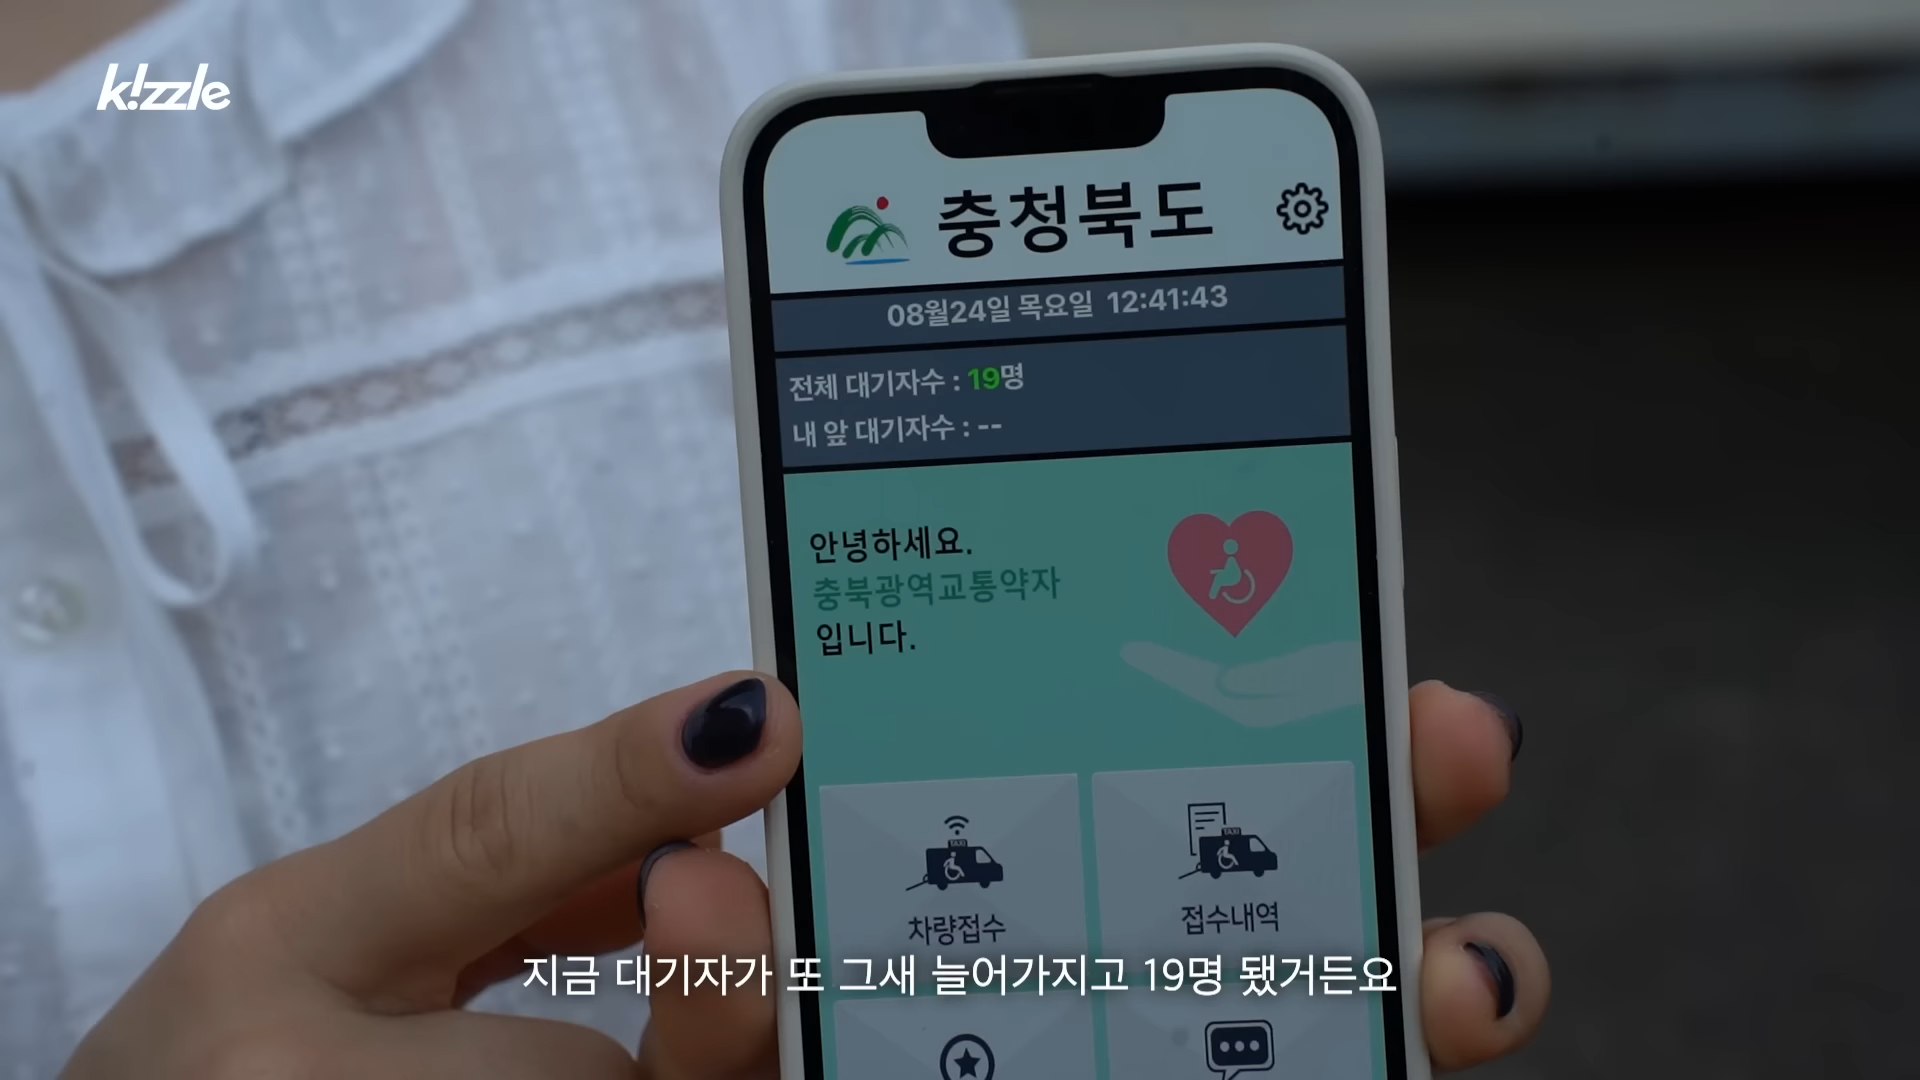 k!zzle
충청북도
08월24일 목요일 12:41:43
전체 대기자수 : 19명
내 앞 대기자수 : --
안녕하세요.
충북광역교통약자
입니다.
TAXI
TAXI
차량접수
접수내역
지금 대기자가 또 그새 늘어가지고 19명 됐거든요